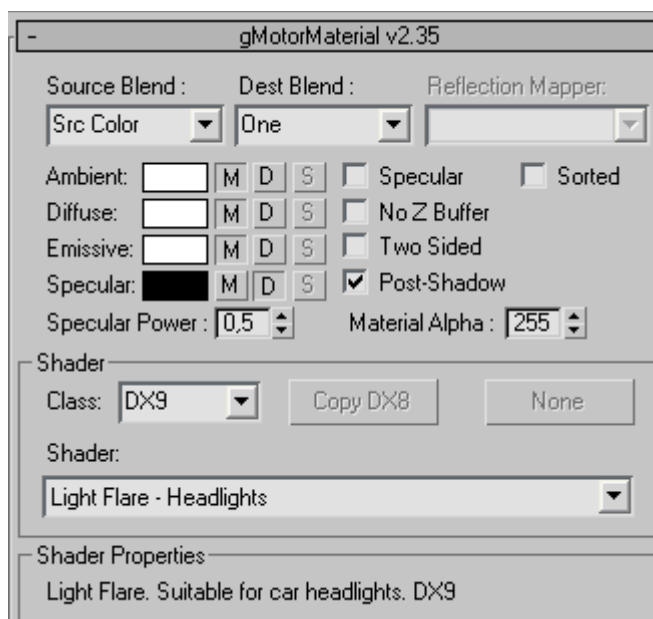 - gMotorMaterial v2.35
Source Blend : Dest Blend : Reflection Mapper:
Src Color One
Ambient: M D S Specular Sorted
Diffuse: M D S No Z Buffer
Emissive: M D S Two Sided
Specular: M D S Post-Shadow
Specular Power : 0,5 Material Alpha : 255
Shader
Class: DX9 Copy DX8 None
Shader:
Light Flare - Headlights
Shader Properties
Light Flare. Suitable for car headlights. DX9